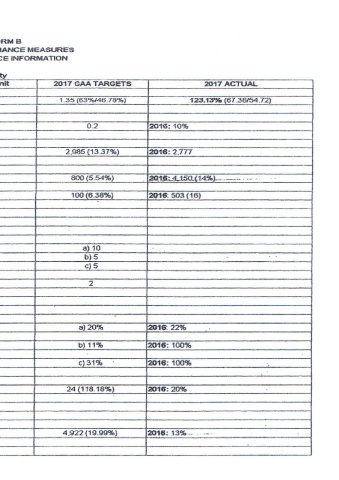 RM B
IANCE MEASURES
CE INFORMATION
ty
nit 2017 GAA TARGETS 2017 ACTUAL
1.35 (63%/46.78%) 123.13% (67.38/54.72)
0.2 2016: 10%
2,985 (13.37%) 2016: 2,777
800 (5.54%) 2016: 4,150 (14%)
100 (6.38%) 2016: 503 (16)
a) 10
b) 5
c) 5
2
a) 20% 2016: 22%
b) 11% 2016: 100%
c) 31% 2016: 100%
24 (118.18%) 2016: 20%
4,922 (19.99%) 2016: 13%